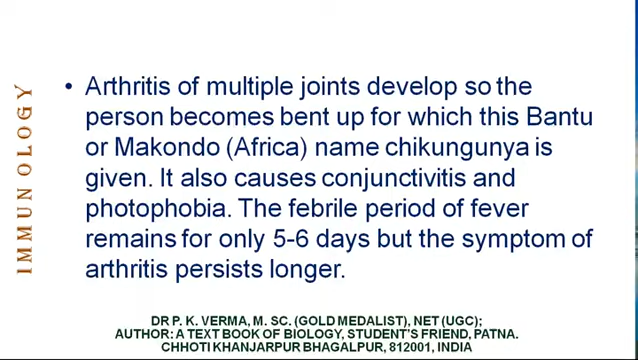 IMMUNOLOGY
• Arthritis of multiple joints develop so the
person becomes bent up for which this Bantu
or Makondo (Africa) name chikungunya is
given. It also causes conjunctivitis and
photophobia. The febrile period of fever
remains for only 5-6 days but the symptom of
arthritis persists longer.
DR P. K. VERMA, M. SC. (GOLD MEDALIST), NET (UGC);
AUTHOR: A TEXT BOOK OF BIOLOGY, STUDENT'S FRIEND, PATNA.
CHHOTI KHANJARPUR BHAGALPUR, 812001, INDIA